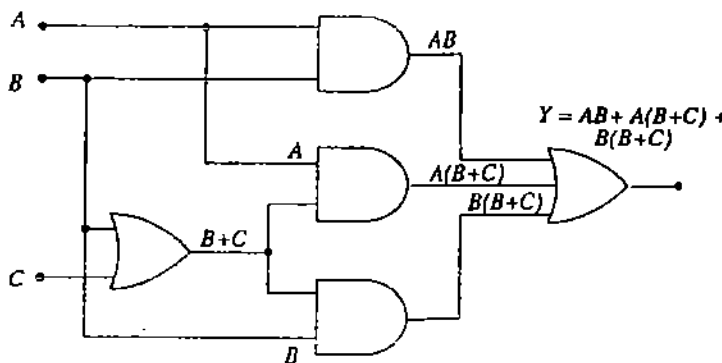 A
AB
B
Y = AB + A(B+C) +
B(B+C)
A
A(B+C)
B(B+C)
B+C
C
B